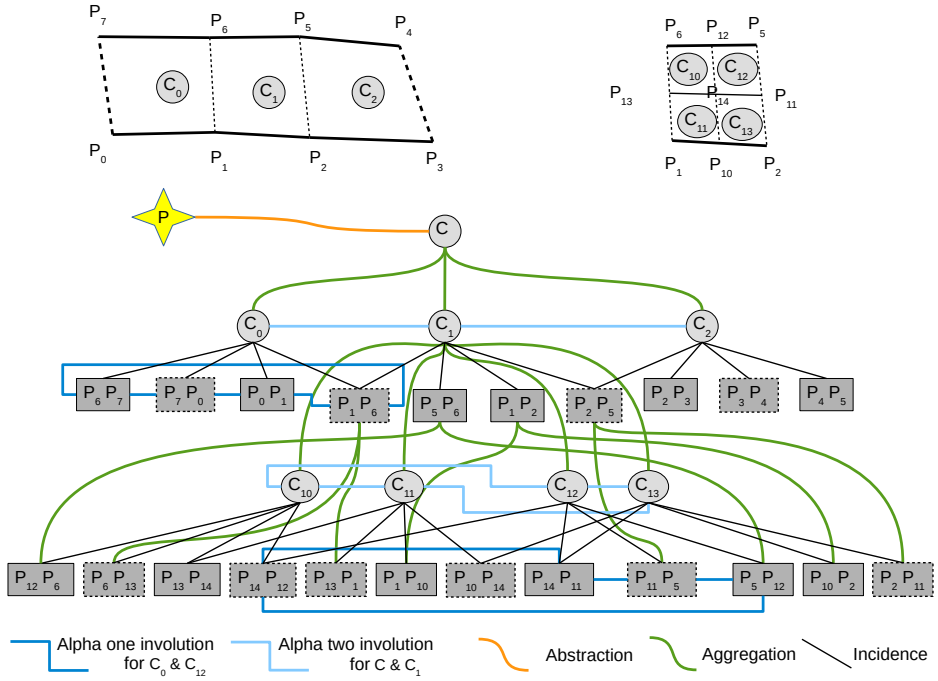 P7 P6 P5 P4
C0 C1 C2
P0 P1 P2 P3
P6 P12 P5
C10 C12
P13 P14 P11
C11 C13
P1 P10 P2
P C
C0 C1 C2
P6 P7 P7 P0 P0 P1 P1 P6 P5 P6 P1 P2 P2 P5 P2 P3 P3 P4 P4 P5
C10 C11 C12 C13
P12 P6 P6 P13 P13 P14 P14 P12 P13 P1 P1 P10 P10 P14 P14 P11 P11 P5 P5 P12 P10 P2 P2 P11
Alpha one involution
for C0 & C12
Alpha two involution
for C & C1
Abstraction
Aggregation
Incidence